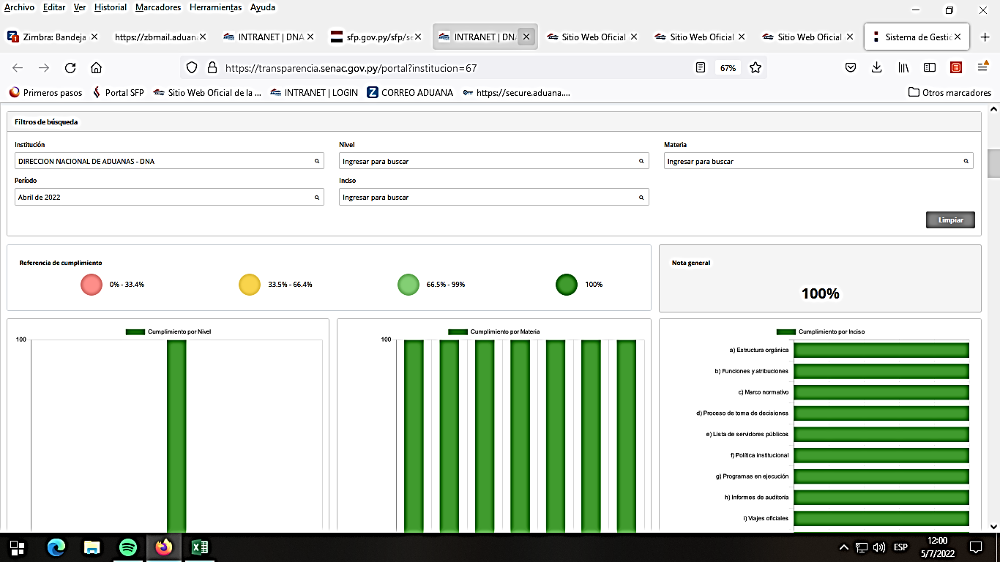 Archivo Editar Ver Historial Marcadores Herramientas Ayuda
Zimbra: Bandeja https://zbmail.aduan INTRANET | DNA sfp.gov.py/sfp/se INTRANET | DN Sitio Web Oficial Sitio Web Oficial Sitio Web Oficial Sistema de Gestió
https://transparencia.senac.gov.py/portal?institucion=67 67%
Primeros pasos Portal SFP Sitio Web Oficial de la ... INTRANET | LOGIN CORREO ADUANA https://secure.aduana.... Otros marcadores
Filtros de búsqueda
Institución Nivel Materia
DIRECCION NACIONAL DE ADUANAS - DNA Ingresar para buscar Ingresar para buscar
Período Inciso
Abril de 2022 Ingresar para buscar
Limpiar
Referencia de cumplimiento Nota general
0% - 33.4% 33.5% - 66.4% 66.5% - 99% 100%
100%
Cumplimiento por Nivel Cumplimiento por Materia Cumplimiento por Inciso
100 100
a) Estructura orgánica
b) Funciones y atribuciones
c) Marco normativo
d) Proceso de toma de decisiones
e) Lista de servidores públicos
f) Política institucional
g) Programas en ejecución
h) Informes de auditoría
i) Viajes oficiales
ESP 12:00
5/7/2022